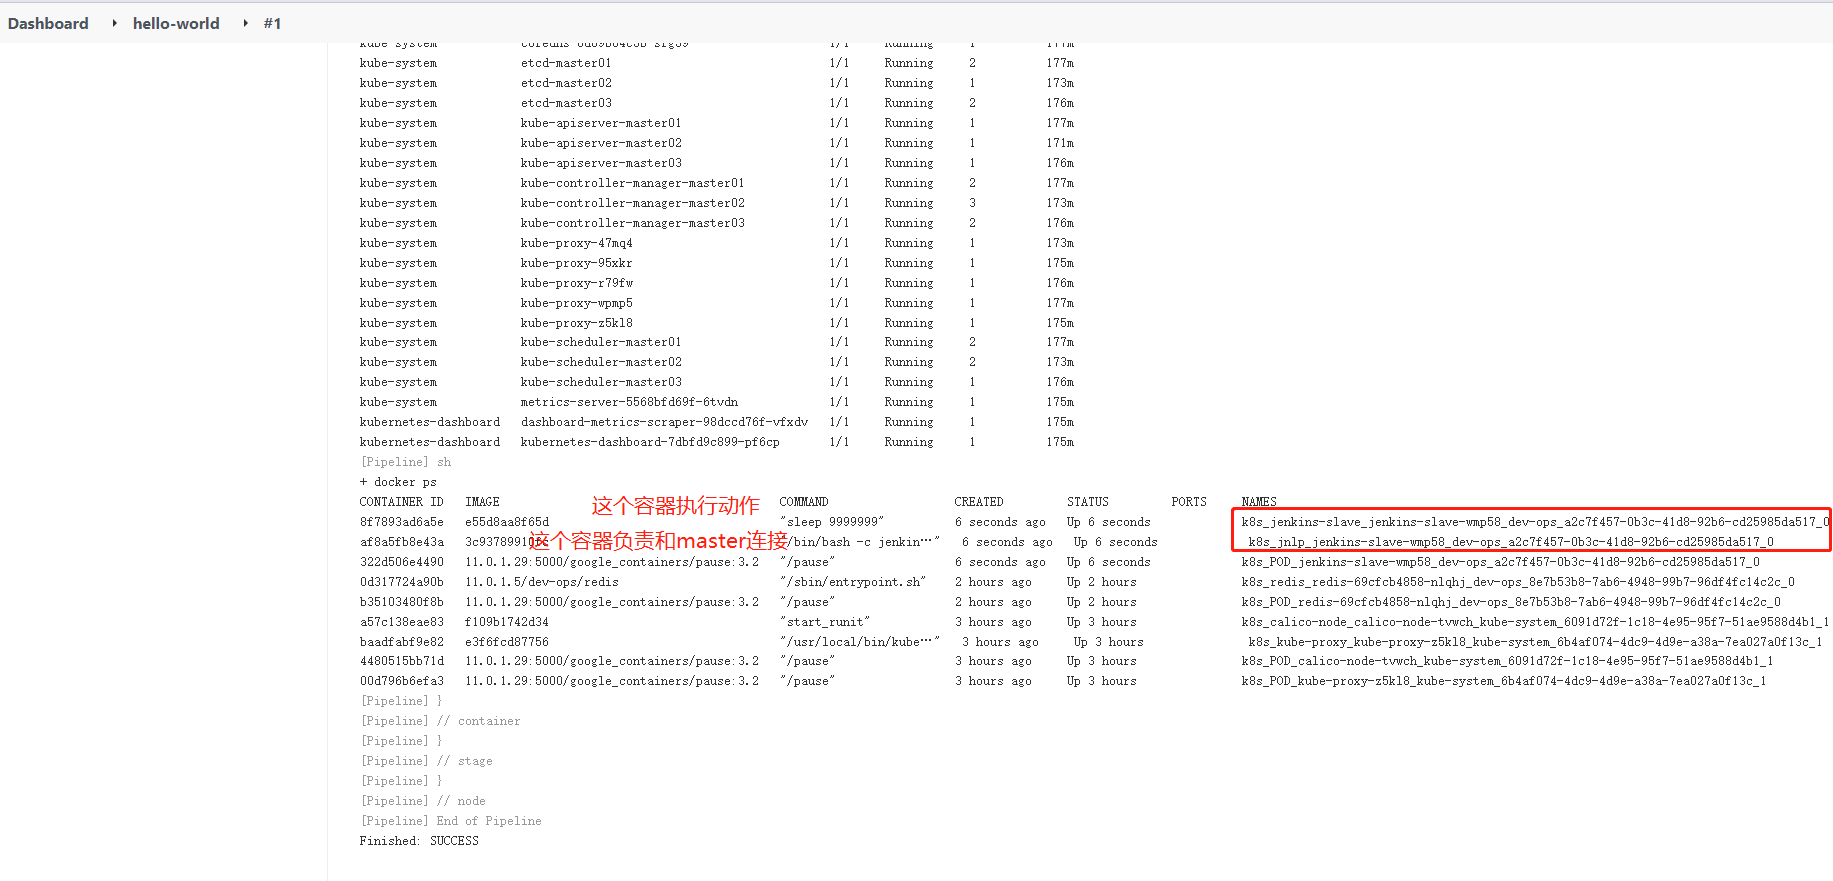 Dashboard hello-world #1
kube-system 1/1 Running 1 177m
kube-system etcd-master01 1/1 Running 2 177m
kube-system etcd-master02 1/1 Running 1 173m
kube-system etcd-master03 1/1 Running 2 176m
kube-system kube-apiserver-master01 1/1 Running 1 177m
kube-system kube-apiserver-master02 1/1 Running 1 171m
kube-system kube-apiserver-master03 1/1 Running 1 176m
kube-system kube-controller-manager-master01 1/1 Running 2 177m
kube-system kube-controller-manager-master02 1/1 Running 3 173m
kube-system kube-controller-manager-master03 1/1 Running 2 176m
kube-system kube-proxy-47mq4 1/1 Running 1 173m
kube-system kube-proxy-95xkr 1/1 Running 1 175m
kube-system kube-proxy-r79fw 1/1 Running 1 176m
kube-system kube-proxy-wpmp5 1/1 Running 1 177m
kube-system kube-proxy-z5kl8 1/1 Running 1 175m
kube-system kube-scheduler-master01 1/1 Running 2 177m
kube-system kube-scheduler-master02 1/1 Running 2 173m
kube-system kube-scheduler-master03 1/1 Running 1 176m
kube-system metrics-server-5568bfd69f-6tvdn 1/1 Running 1 175m
kubernetes-dashboard dashboard-metrics-scraper-98dccd76f-vfxdv 1/1 Running 1 175m
kubernetes-dashboard kubernetes-dashboard-7dbfd9c899-pf6cp 1/1 Running 1 175m
[Pipeline] sh
+ docker ps
CONTAINER ID IMAGE COMMAND CREATED STATUS PORTS NAMES
这个容器执行动作
8f7893ad6a5e e55d8aa8f65d "sleep 9999999" 6 seconds ago Up 6 seconds k8s_jenkins-slave_jenkins-slave-wmp58_dev-ops_a2c7f457-0b3c-41d8-92b6-cd25985da517_0
这个容器负责和master连接
af8a5fb8e43a /bin/bash -c jenkin…" 6 seconds ago Up 6 seconds k8s_jnlp_jenkins-slave-wmp58_dev-ops_a2c7f457-0b3c-41d8-92b6-cd25985da517_0
322d506e4490 11.0.1.29:5000/google_containers/pause:3.2 "/pause" 6 seconds ago Up 6 seconds k8s_POD_jenkins-slave-wmp58_dev-ops_a2c7f457-0b3c-41d8-92b6-cd25985da517_0
0d317724a90b 11.0.1.5/dev-ops/redis "/sbin/entrypoint.sh" 2 hours ago Up 2 hours k8s_redis_redis-69cfcb4858-nlqhj_dev-ops_8e7b53b8-7ab6-4948-99b7-96df4fc14c2c_0
b35103480f8b 11.0.1.29:5000/google_containers/pause:3.2 "/pause" 2 hours ago Up 2 hours k8s_POD_redis-69cfcb4858-nlqhj_dev-ops_8e7b53b8-7ab6-4948-99b7-96df4fc14c2c_0
a57c138eae83 f109b1742d34 "start_runit" 3 hours ago Up 3 hours k8s_calico-node_calico-node-tvwch_kube-system_6091d72f-1c18-4e95-95f7-51ae9588d4b1_1
baadfabf9e82 e3f6fcd87756 "/usr/local/bin/kube…" 3 hours ago Up 3 hours k8s_kube-proxy_kube-proxy-z5kl8_kube-system_6b4af074-4dc9-4d9e-a38a-7ea027a0f13c_1
4480515bb71d 11.0.1.29:5000/google_containers/pause:3.2 "/pause" 3 hours ago Up 3 hours k8s_POD_calico-node-tvwch_kube-system_6091d72f-1c18-4e95-95f7-51ae9588d4b1_1
00d796b6efa3 11.0.1.29:5000/google_containers/pause:3.2 "/pause" 3 hours ago Up 3 hours k8s_POD_kube-proxy-z5kl8_kube-system_6b4af074-4dc9-4d9e-a38a-7ea027a0f13c_1
[Pipeline] }
[Pipeline] // container
[Pipeline] }
[Pipeline] // stage
[Pipeline] }
[Pipeline] // node
[Pipeline] End of Pipeline
Finished: SUCCESS